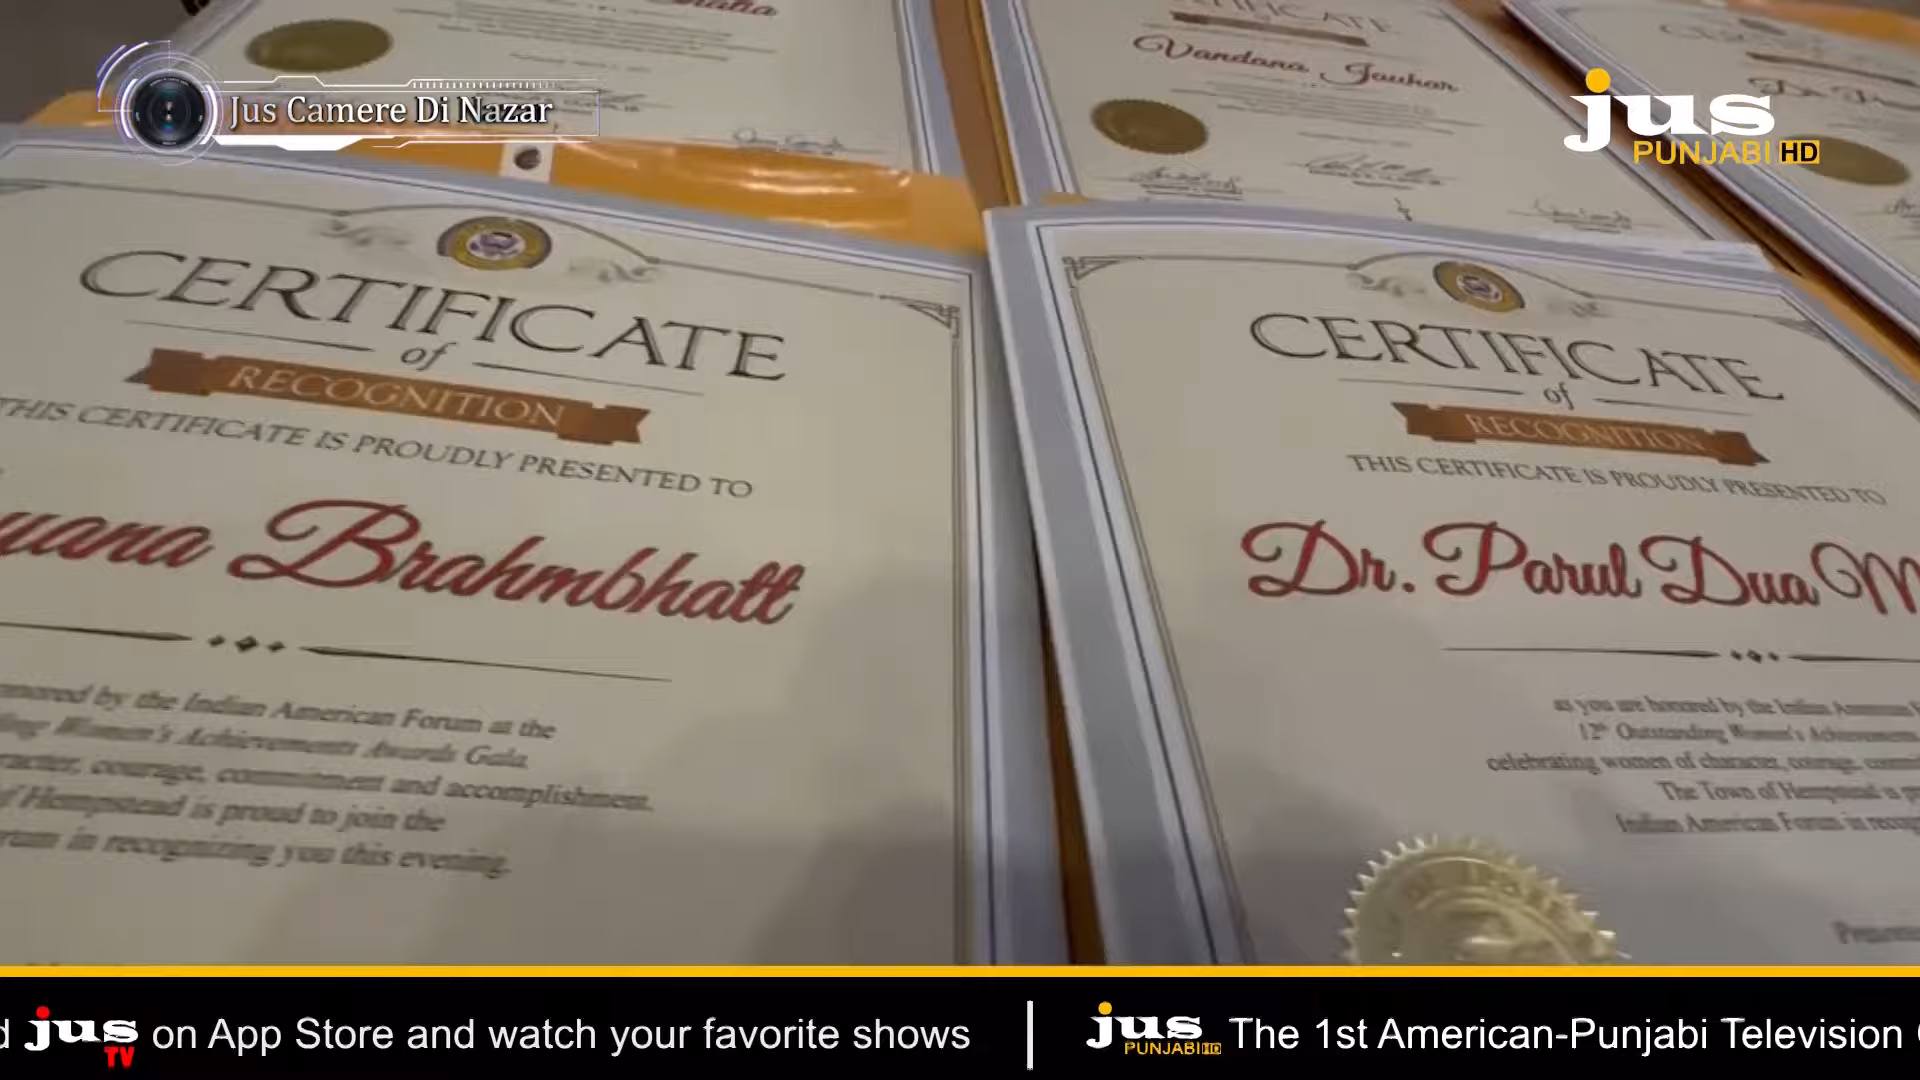 Jus Camere Di Nazar
jus
PUNJABI HD
Vandana Jauhar
CERTIFICATE
of
RECOGNITION
THIS CERTIFICATE IS PROUDLY PRESENTED TO
Brahmbhatt
by the Indian American Forum at the
Women's Achievements Awards Gala
courage, commitment and accomplishment.
Hempstead is proud to join the
in recognizing you this evening.
CERTIFICATE
of
RECOGNITION
THIS CERTIFICATE IS PROUDLY PRESENTED TO
Dr. Parul Dua
as you are honored by the Indian American
12th Outstanding Women's Achievements
celebrating women of character, courage,
The Town of Hempstead is
Indian American Forum in
jus TV on App Store and watch your favorite shows
jus PUNJABI HD The 1st American-Punjabi Television